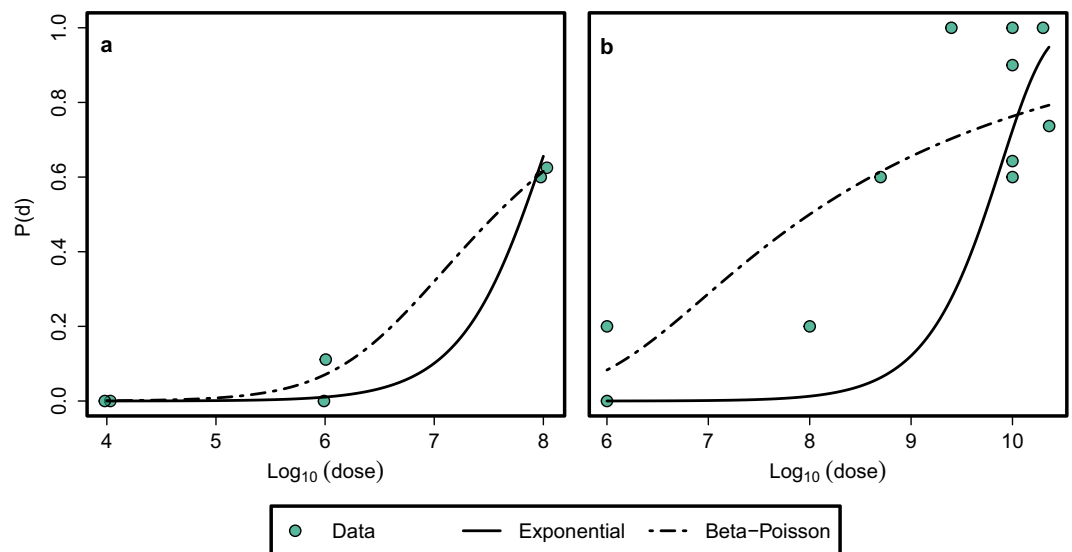 a
b
P(d)
0.0
0.2
0.4
0.6
0.8
1.0
4 5 6 7 8
6 7 8 9 10
Log₁₀ (dose)
Log₁₀ (dose)
Data Exponential Beta−Poisson